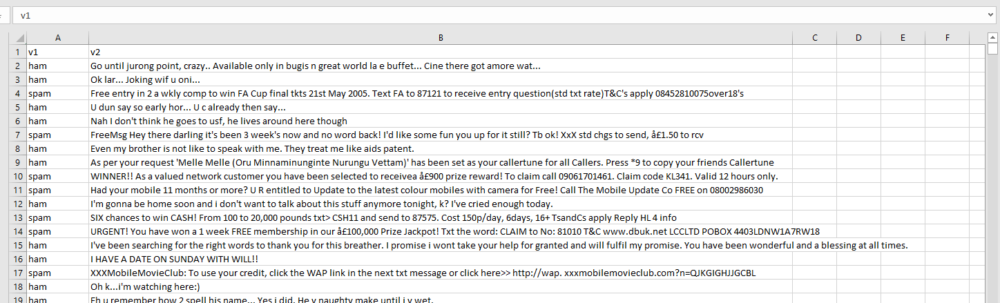 v1
A B C D E F
1 v1 v2
2 ham Go until jurong point, crazy.. Available only in bugis n great world la e buffet... Cine there got amore wat...
3 ham Ok lar... Joking wif u oni...
4 spam Free entry in 2 a wkly comp to win FA Cup final tkts 21st May 2005. Text FA to 87121 to receive entry question(std txt rate)T&C's apply 08452810075over18's
5 ham U dun say so early hor... U c already then say...
6 ham Nah I don't think he goes to usf, he lives around here though
7 spam FreeMsg Hey there darling it's been 3 week's now and no word back! I'd like some fun you up for it still? Tb ok! XxX std chgs to send, å£1.50 to rcv
8 ham Even my brother is not like to speak with me. They treat me like aids patent.
9 ham As per your request 'Melle Melle (Oru Minnaminunginte Nurungu Vettam)' has been set as your callertune for all Callers. Press *9 to copy your friends Callertune
10 spam WINNER!! As a valued network customer you have been selected to receivea å£900 prize reward! To claim call 09061701461. Claim code KL341. Valid 12 hours only.
11 spam Had your mobile 11 months or more? U R entitled to Update to the latest colour mobiles with camera for Free! Call The Mobile Update Co FREE on 08002986030
12 ham I'm gonna be home soon and i don't want to talk about this stuff anymore tonight, k? I've cried enough today.
13 spam SIX chances to win CASH! From 100 to 20,000 pounds txt> CSH11 and send to 87575. Cost 150p/day, 6days, 16+ TsandCs apply Reply HL 4 info
14 spam URGENT! You have won a 1 week FREE membership in our å£100,000 Prize Jackpot! Txt the word: CLAIM to No: 81010 T&C www.dbuk.net LCCLTD POBOX 4403LDNW1A7RW18
15 ham I've been searching for the right words to thank you for this breather. I promise i wont take your help for granted and will fulfil my promise. You have been wonderful and a blessing at all times.
16 ham I HAVE A DATE ON SUNDAY WITH WILL!!
17 spam XXXMobileMovieClub: To use your credit, click the WAP link in the next txt message or click here>> http://wap. xxxmobilemovieclub.com?n=QJKGIGHJJGCBL
18 ham Oh k...i'm watching here:)
19 ham Eh u remember how 2 spell his name... Yes i did. He v naughty make until i v wet.